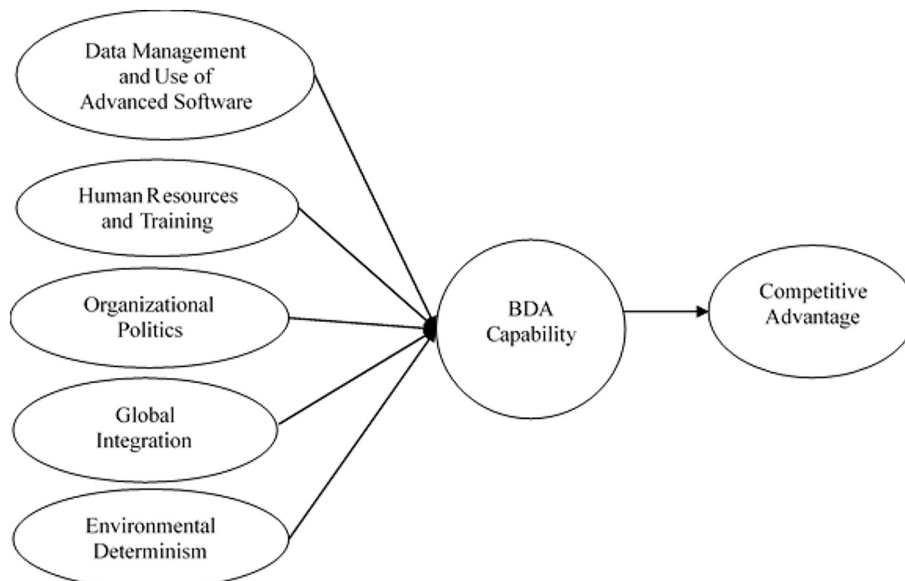 Data Management
and Use of
Advanced Software
Human Resources
and Training
Organizational
Politics
Global
Integration
Environmental
Determinism
BDA
Capability
Competitive
Advantage